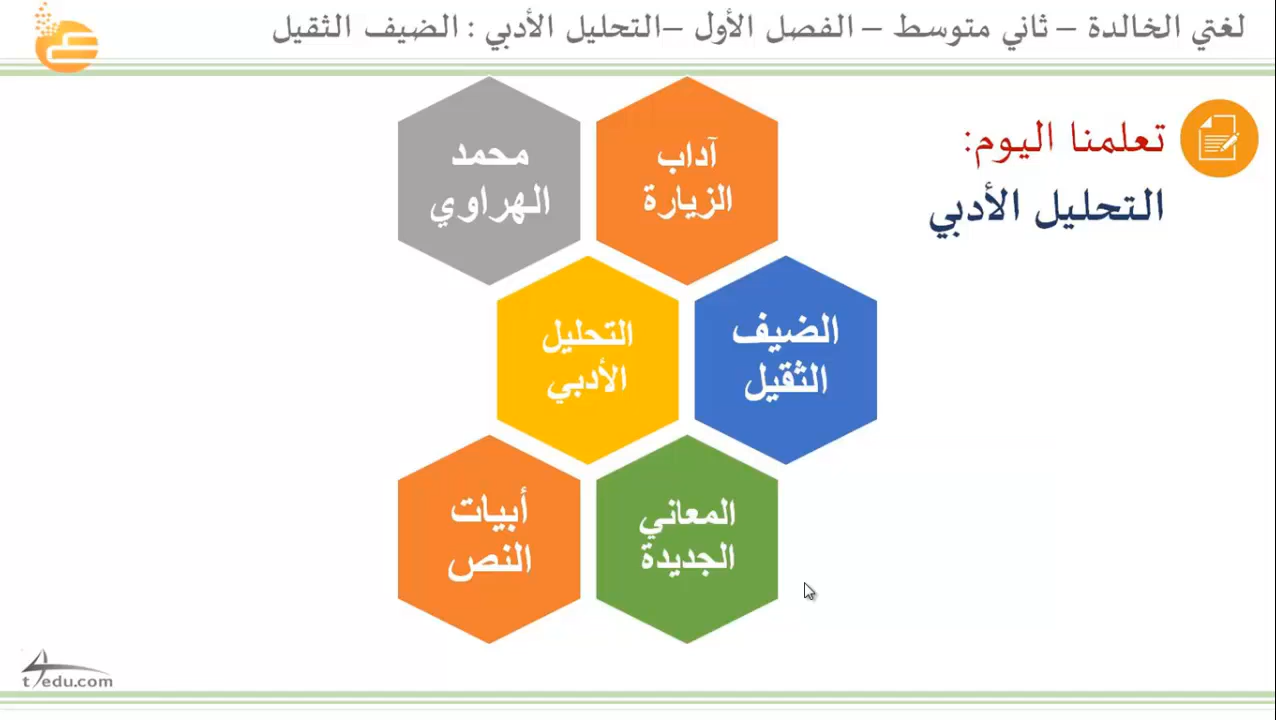 لغتي الخالدة – ثاني متوسط – الفصل الأول –التحليل الأدبي : الضيف الثقيل
تعلمنا اليوم:
التحليل الأدبي
آداب
الزيارة
محمد
الهراوي
الضيف
الثقيل
التحليل
الأدبي
المعاني
الجديدة
أبيات
النص
t4edu.com